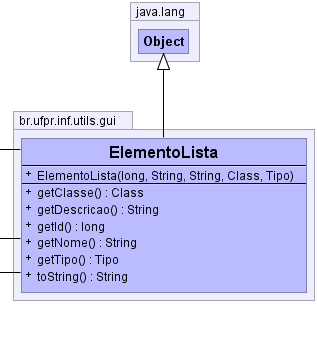 java.lang
Object
br.ufpr.inf.utils.gui
ElementoLista
+ ElementoLista(long, String, String, Class, Tipo)
+ getClasse() : Class
+ getDescricao() : String
+ getId() : long
+ getNome() : String
+ getTipo() : Tipo
+ toString() : String